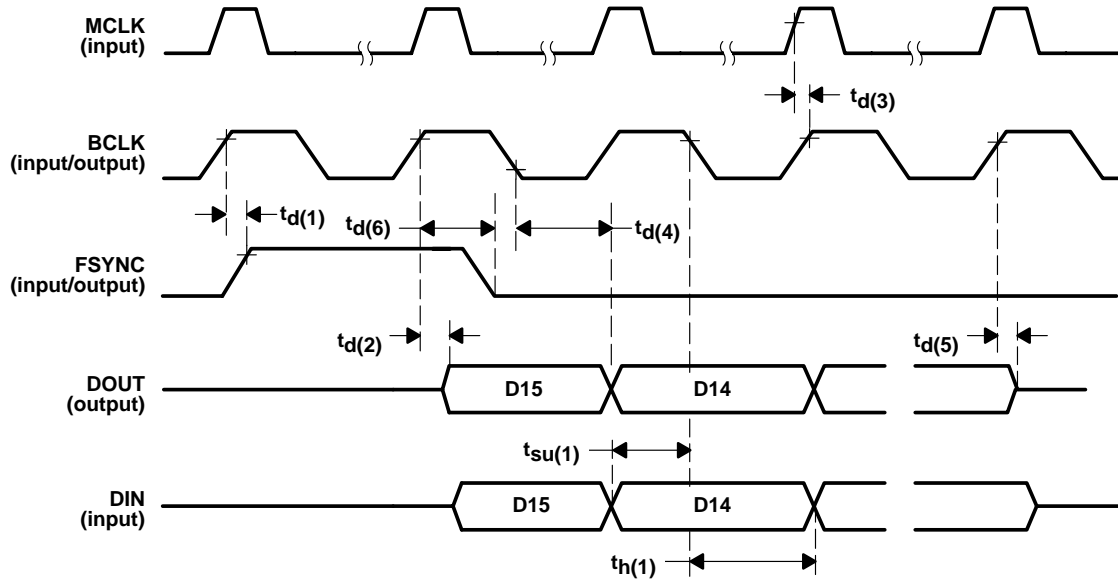 MCLK
(input)
t_d(3)
BCLK
(input/output)
t_d(1)
t_d(6)
t_d(4)
FSYNC
(input/output)
t_d(2)
t_d(5)
DOUT
(output)
D15
D14
t_su(1)
DIN
(input)
D15
D14
t_h(1)